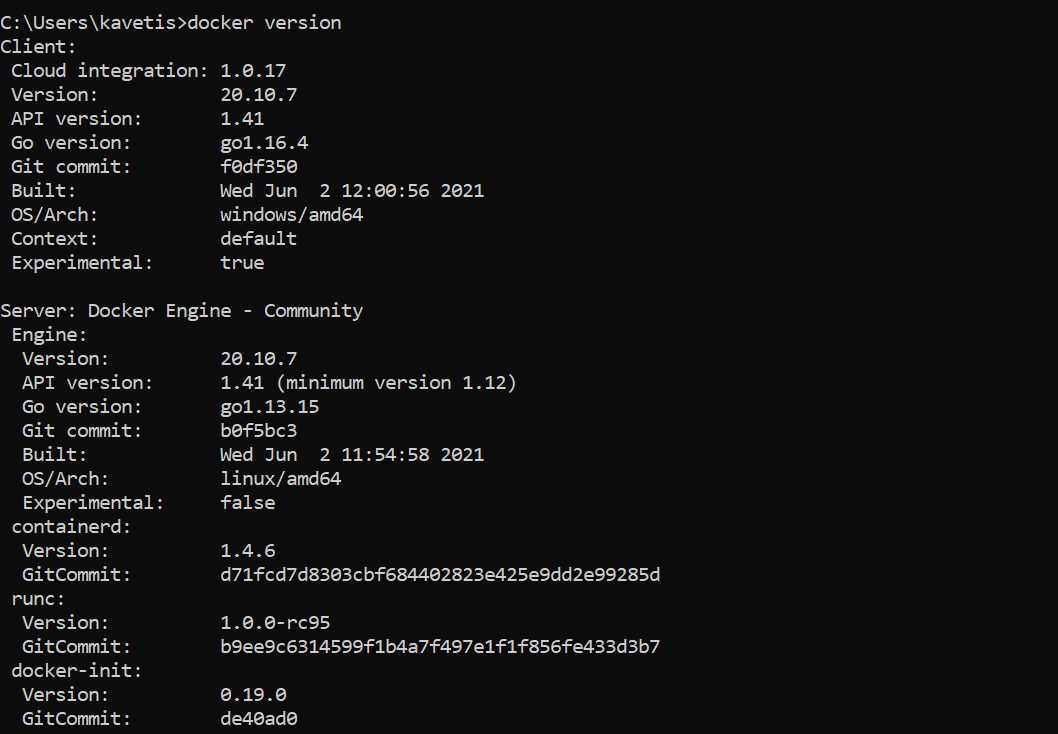 C:\Users\kavetis>docker version
Client:
 Cloud integration: 1.0.17
 Version:           20.10.7
 API version:       1.41
 Go version:        go1.16.4
 Git commit:        f0df350
 Built:             Wed Jun  2 12:00:56 2021
 OS/Arch:           windows/amd64
 Context:           default
 Experimental:      true

Server: Docker Engine - Community
 Engine:
  Version:          20.10.7
  API version:      1.41 (minimum version 1.12)
  Go version:       go1.13.15
  Git commit:       b0f5bc3
  Built:            Wed Jun  2 11:54:58 2021
  OS/Arch:          linux/amd64
  Experimental:     false
 containerd:
  Version:          1.4.6
  GitCommit:        d71fcd7d8303cbf684402823e425e9dd2e99285d
 runc:
  Version:          1.0.0-rc95
  GitCommit:        b9ee9c6314599f1b4a7f497e1f1f856fe433d3b7
 docker-init:
  Version:          0.19.0
  GitCommit:        de40ad0